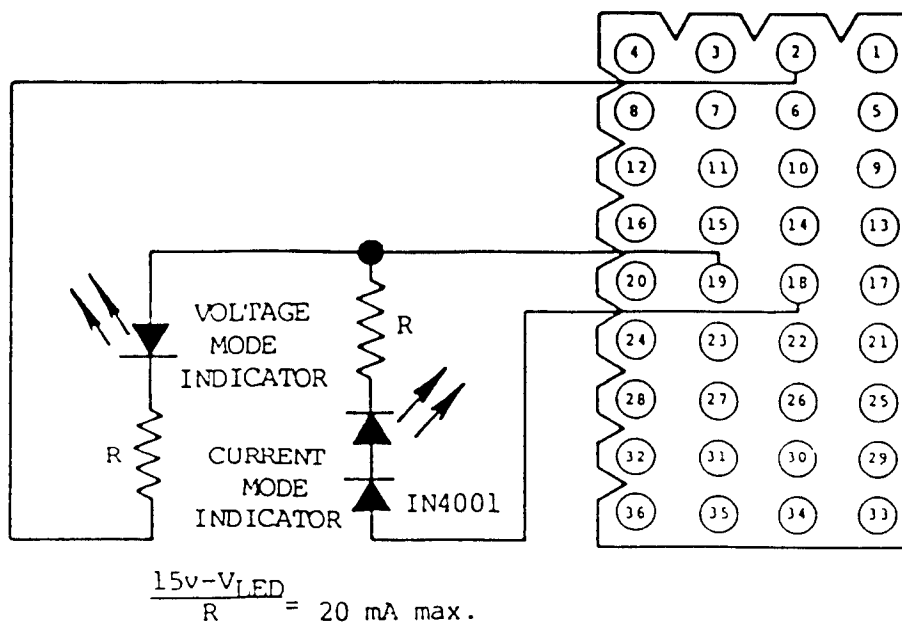 4 3 2 1
8 7 6 5
12 11 10 9
16 15 14 13
20 19 18 17
24 23 22 21
28 27 26 25
32 31 30 29
36 35 34 33
VOLTAGE
MODE
INDICATOR
R
R
CURRENT
MODE
INDICATOR
IN4001
15v-VLED
R
= 20 mA max.